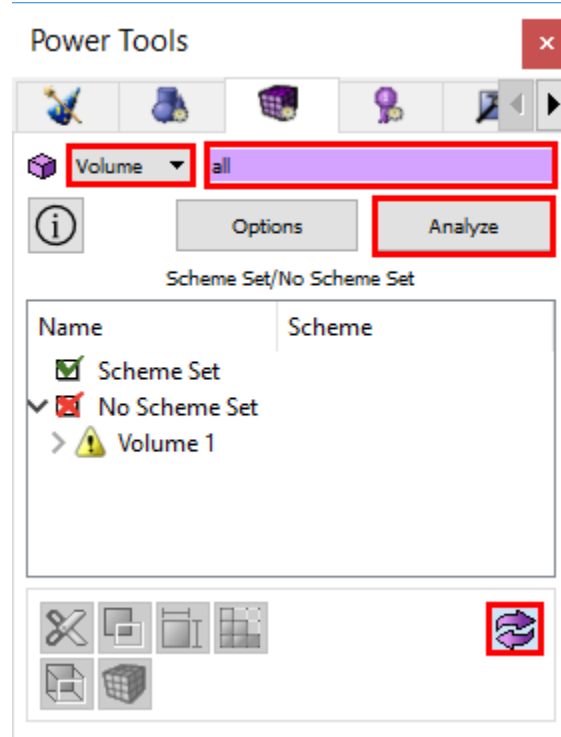 Power Tools
Volume all
Options Analyze
Scheme Set/No Scheme Set
Name Scheme
Scheme Set
No Scheme Set
Volume 1